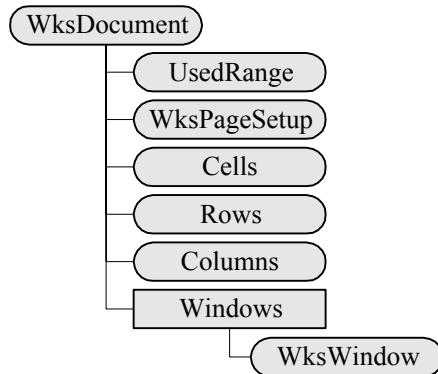 WksDocument
UsedRange
WksPageSetup
Cells
Rows
Columns
Windows
WksWindow